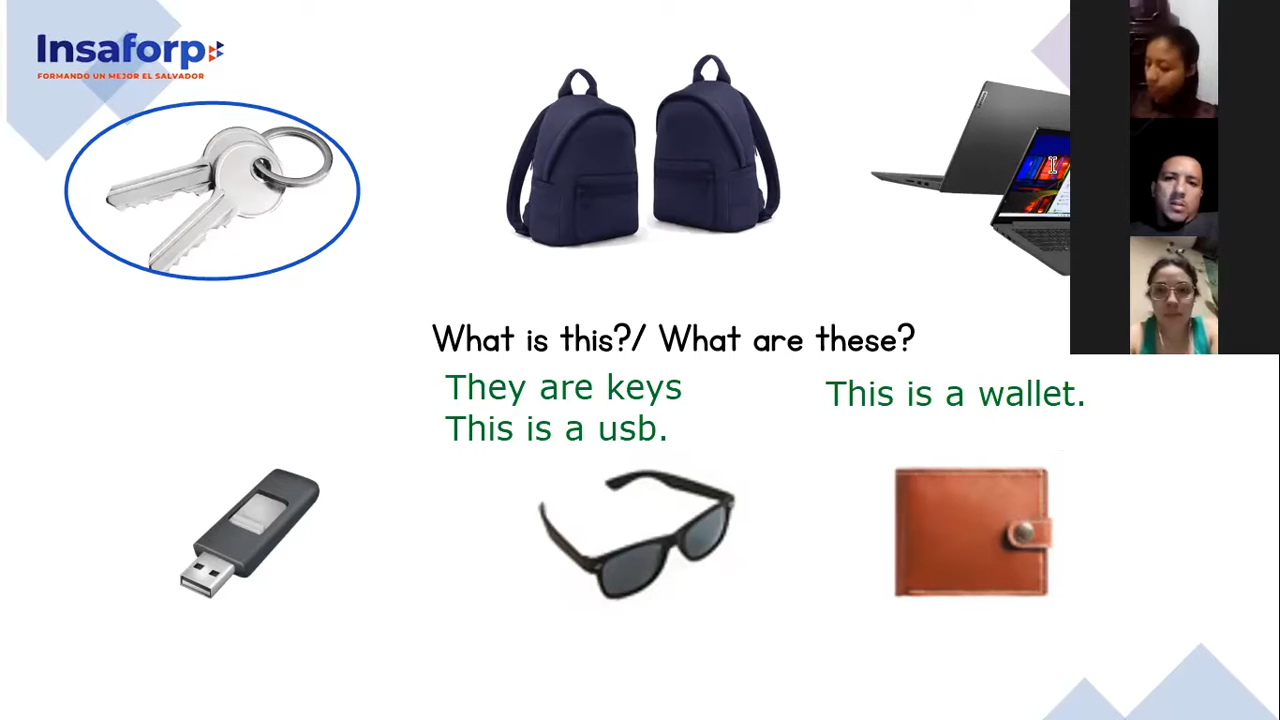 Insaforp
FORMANDO UN MEJOR EL SALVADOR
What is this?/ What are these?
They are keys
This is a wallet.
This is a usb.